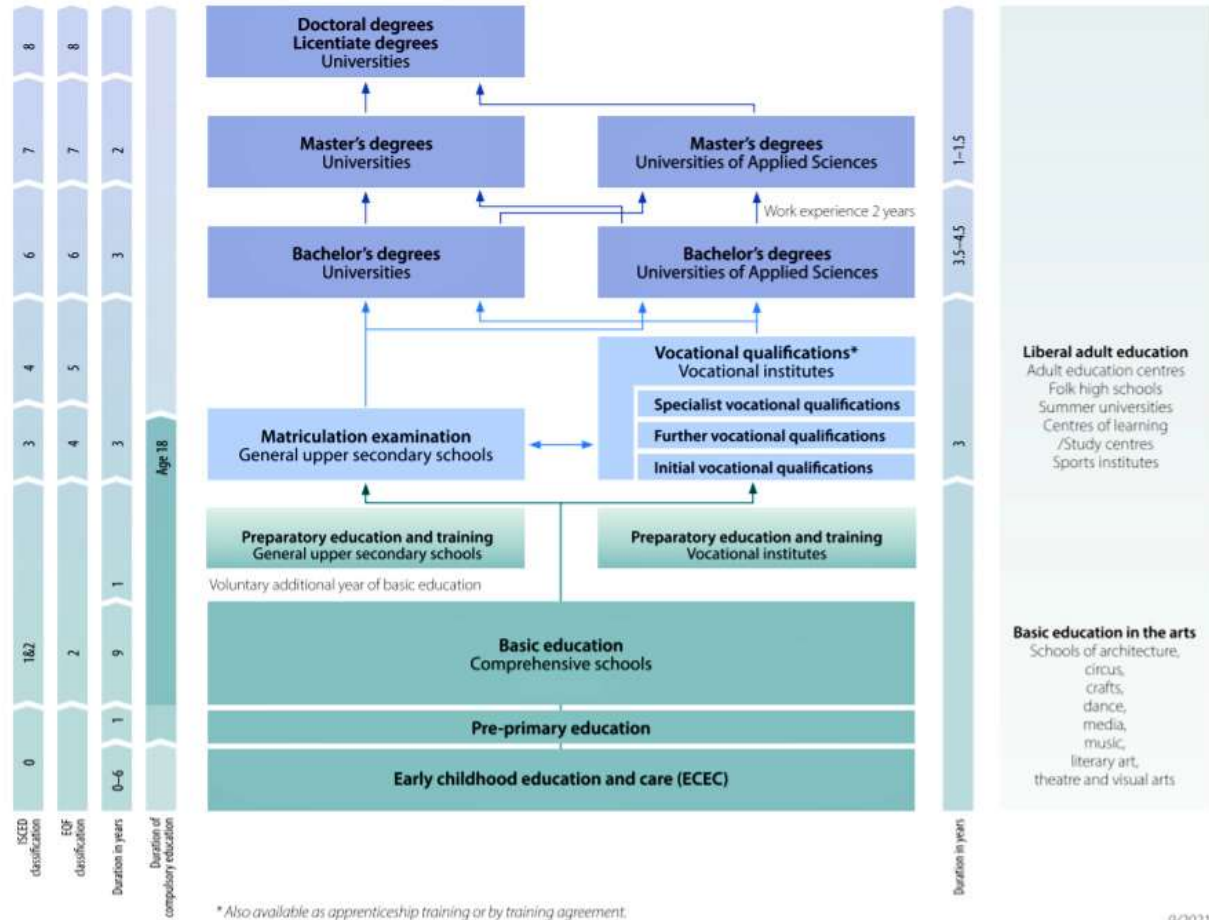 8
8
Doctoral degrees
Licentiate degrees
Universities
7
7
2
Master's degrees
Universities
Master's degrees
Universities of Applied Sciences
1–1.5
Work experience 2 years
6
6
3
Bachelor's degrees
Universities
Bachelor's degrees
Universities of Applied Sciences
3.5–4.5
4
5
Vocational qualifications*
Vocational institutes
Specialist vocational qualifications
Further vocational qualifications
Initial vocational qualifications
3
4
3
Age 18
Matriculation examination
General upper secondary schools
3
Liberal adult education
Adult education centres
Folk high schools
Summer universities
Centres of learning
/Study centres
Sports institutes
Preparatory education and training
General upper secondary schools
Preparatory education and training
Vocational institutes
1
Voluntary additional year of basic education
1&2
2
9
Basic education
Comprehensive schools
Basic education in the arts
Schools of architecture,
circus,
crafts,
dance,
media,
music,
literary art,
theatre and visual arts
1
Pre-primary education
0
0–6
Early childhood education and care (ECEC)
ISCED
classification
EQF
classification
Duration in years
Duration of
compulsory education
Duration in years
* Also available as apprenticeship training or by training agreement.
9/2021